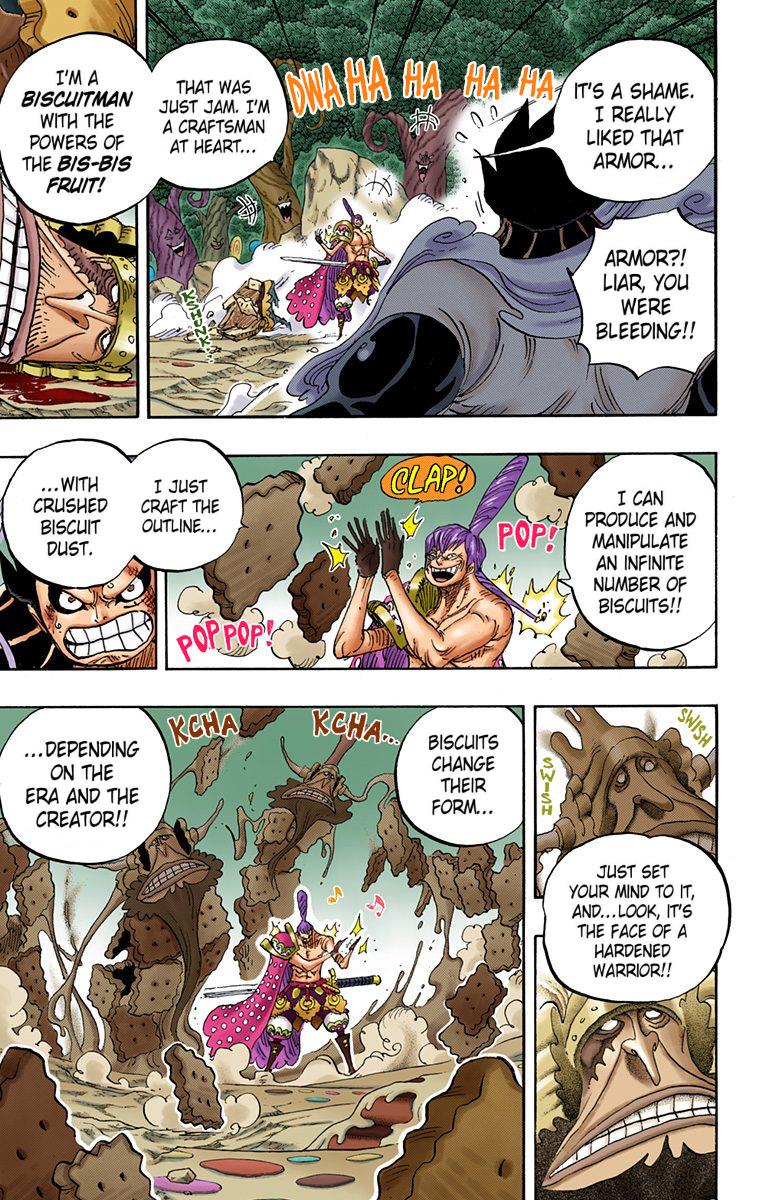 IT'S A SHAME.
I REALLY
LIKED THAT
ARMOR...
ARMOR?!
LIAR, YOU
WERE
BLEEDING!!
DWA HA HA HA HA
KCHINK...
THAT WAS
JUST JAM. I'M
A CRAFTSMAN
AT HEART...
I'M A
BISCUITMAN
WITH THE
POWERS OF
THE BIS-BIS
FRUIT!
I CAN
PRODUCE AND
MANIPULATE
AN INFINITE
NUMBER OF
BISCUITS!!
POP!
CLAP!
POP POP!
I JUST
CRAFT THE
OUTLINE...
...WITH
CRUSHED
BISCUIT
DUST.
SWISH
SWISH
JUST SET
YOUR MIND TO IT,
AND...LOOK, IT'S
THE FACE OF A
HARDENED
WARRIOR!!
BISCUITS
CHANGE
THEIR
FORM...
KCHA
KCHA...
...DEPENDING
ON THE
ERA AND THE
CREATOR!!